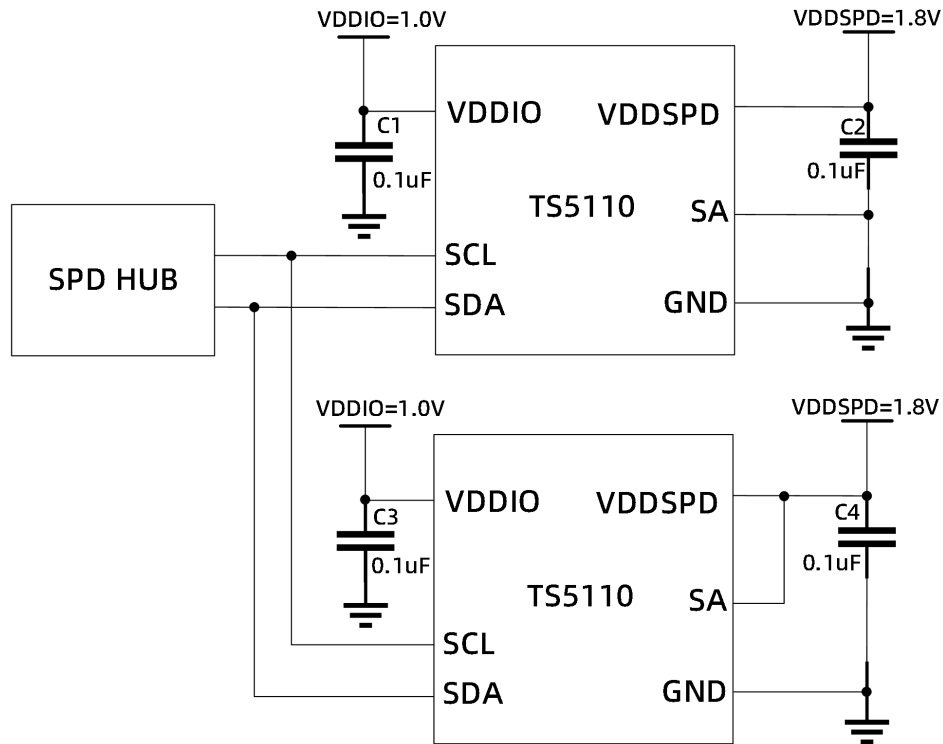 VDDIO=1.0V
VDDSPD=1.8V
VDDIO
VDDSPD
C1
C2
0.1uF
0.1uF
TS5110
SA
SPD HUB
SCL
SDA
GND
VDDIO=1.0V
VDDSPD=1.8V
VDDIO
VDDSPD
C3
C4
0.1uF
0.1uF
TS5110
SA
SCL
SDA
GND